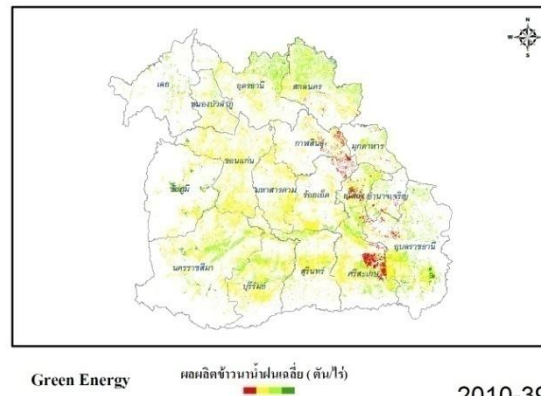 N
W E
S
เลย
อุดรธานี
สกลนคร
หนองบัวลำภู
กาฬสินธุ์
มุกดาหาร
ขอนแก่น
ชัยภูมิ
มหาสารคาม
ร้อยเอ็ด
ยโสธร
อำนาจเจริญ
อุบลราชธานี
นครราชสีมา
บุรีรัมย์
สุรินทร์
ศรีสะเกษ
Green Energy
ผลผลิตข้าวนาน้ำฝนเฉลี่ย ( ตัน/ไร่)
2010-39